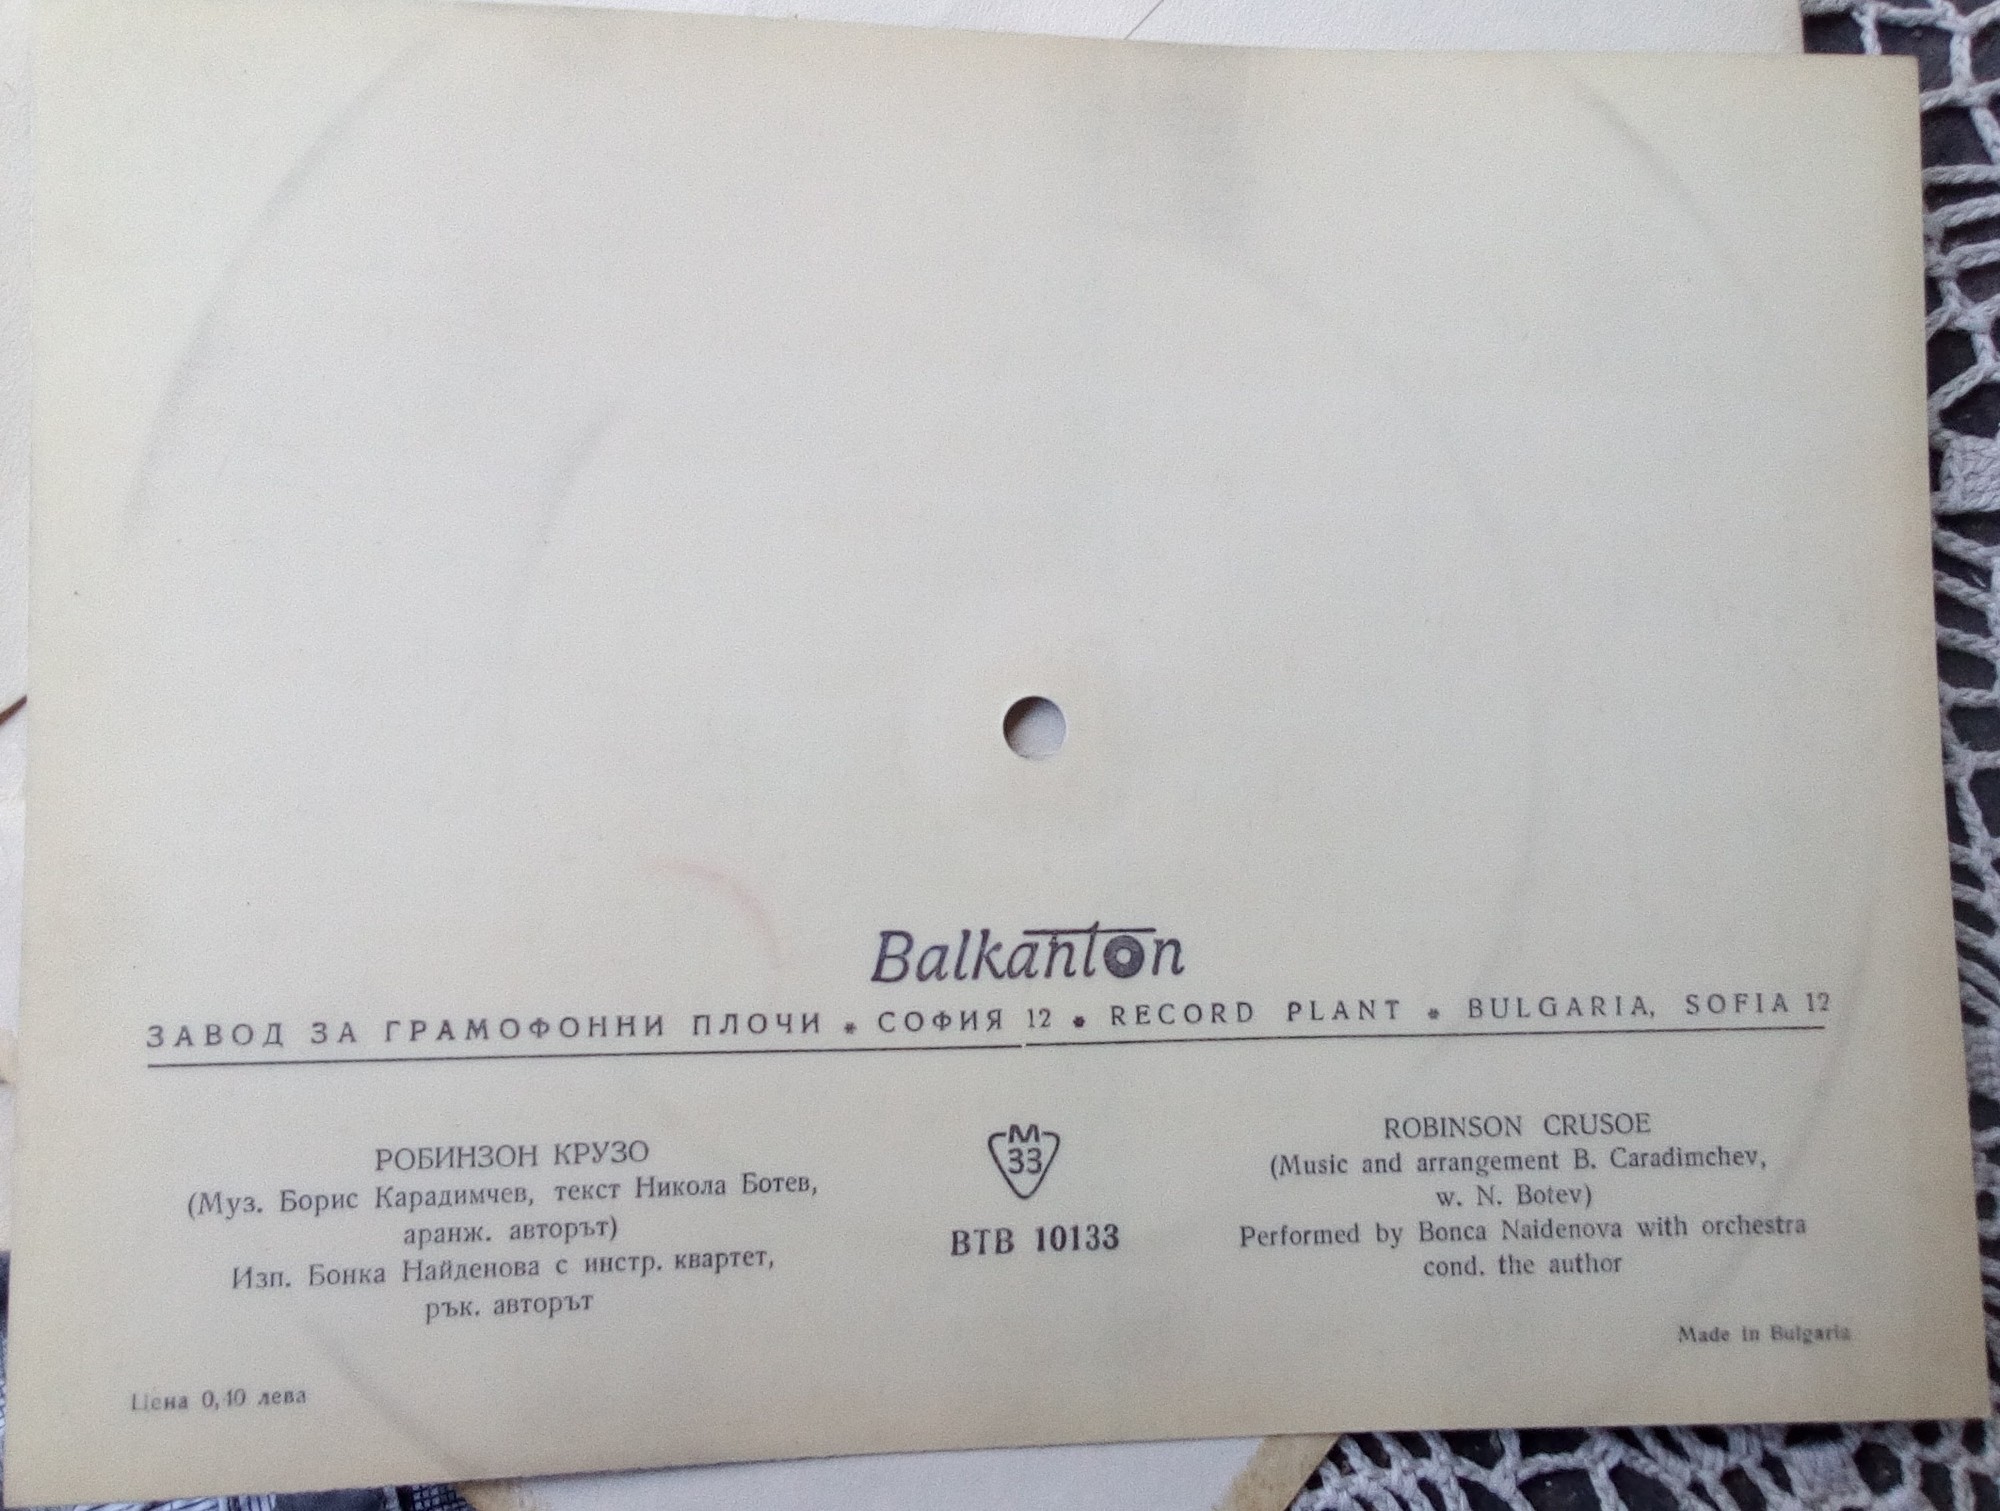 Balkanton
ЗАВОД ЗА ГРАМОФОННИ ПЛОЧИ * СОФИЯ 12 * RECORD PLANT * BULGARIA, SOFIA 12
РОБИНЗОН КРУЗО
(Муз. Борис Карадимчев, текст Никола Ботев,
аранж. авторът)
Изп. Бонка Найденова с инстр. квартет,
рък. авторът
Цена 0,40 лева
М
33
ВТВ 10133
ROBINSON CRUSOE
(Music and arrangement B. Caradimchev,
w. N. Botev)
Performed by Bonca Naidenova with orchestra
cond. the author
Made in Bulgaria